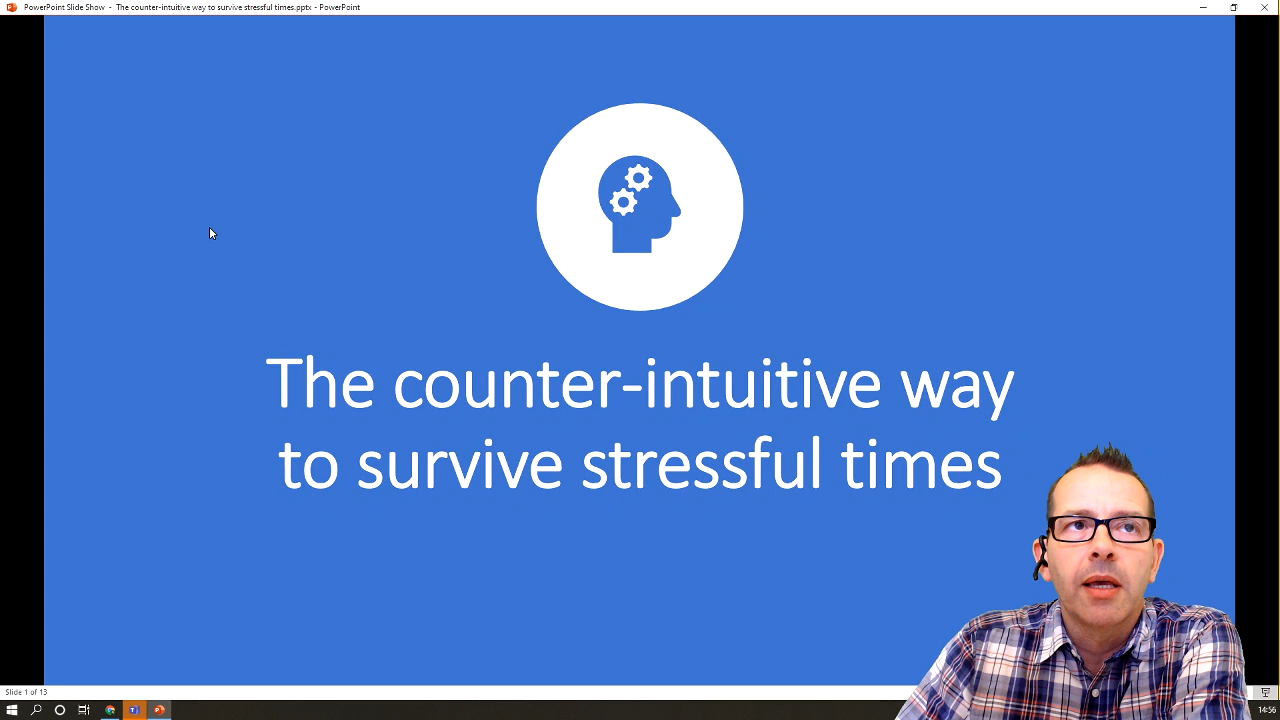 PowerPoint Slide Show - The counter-intuitive way to survive stressful times.pptx - PowerPoint
The counter-intuitive way
to survive stressful times
Slide 1 of 13
14:56